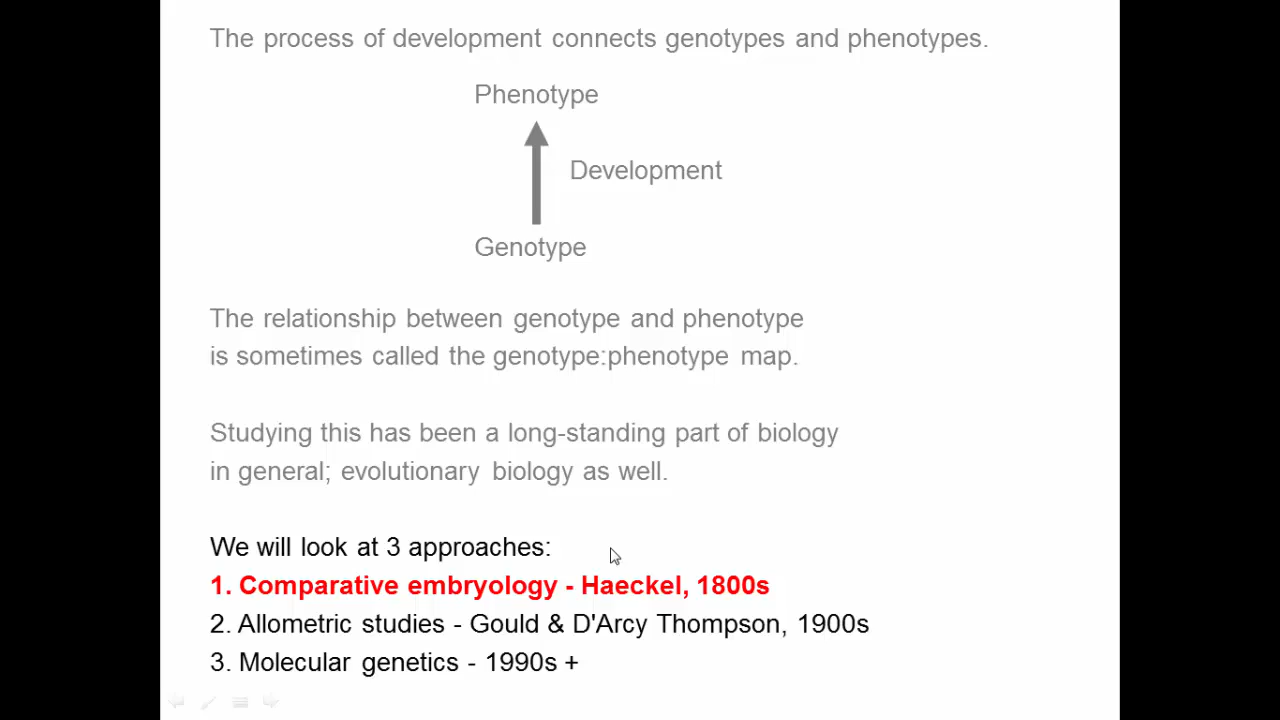 The process of development connects genotypes and phenotypes.
Phenotype
Development
Genotype
The relationship between genotype and phenotype
is sometimes called the genotype:phenotype map.
Studying this has been a long-standing part of biology
in general; evolutionary biology as well.
We will look at 3 approaches:
1. Comparative embryology - Haeckel, 1800s
2. Allometric studies - Gould & D'Arcy Thompson, 1900s
3. Molecular genetics - 1990s +